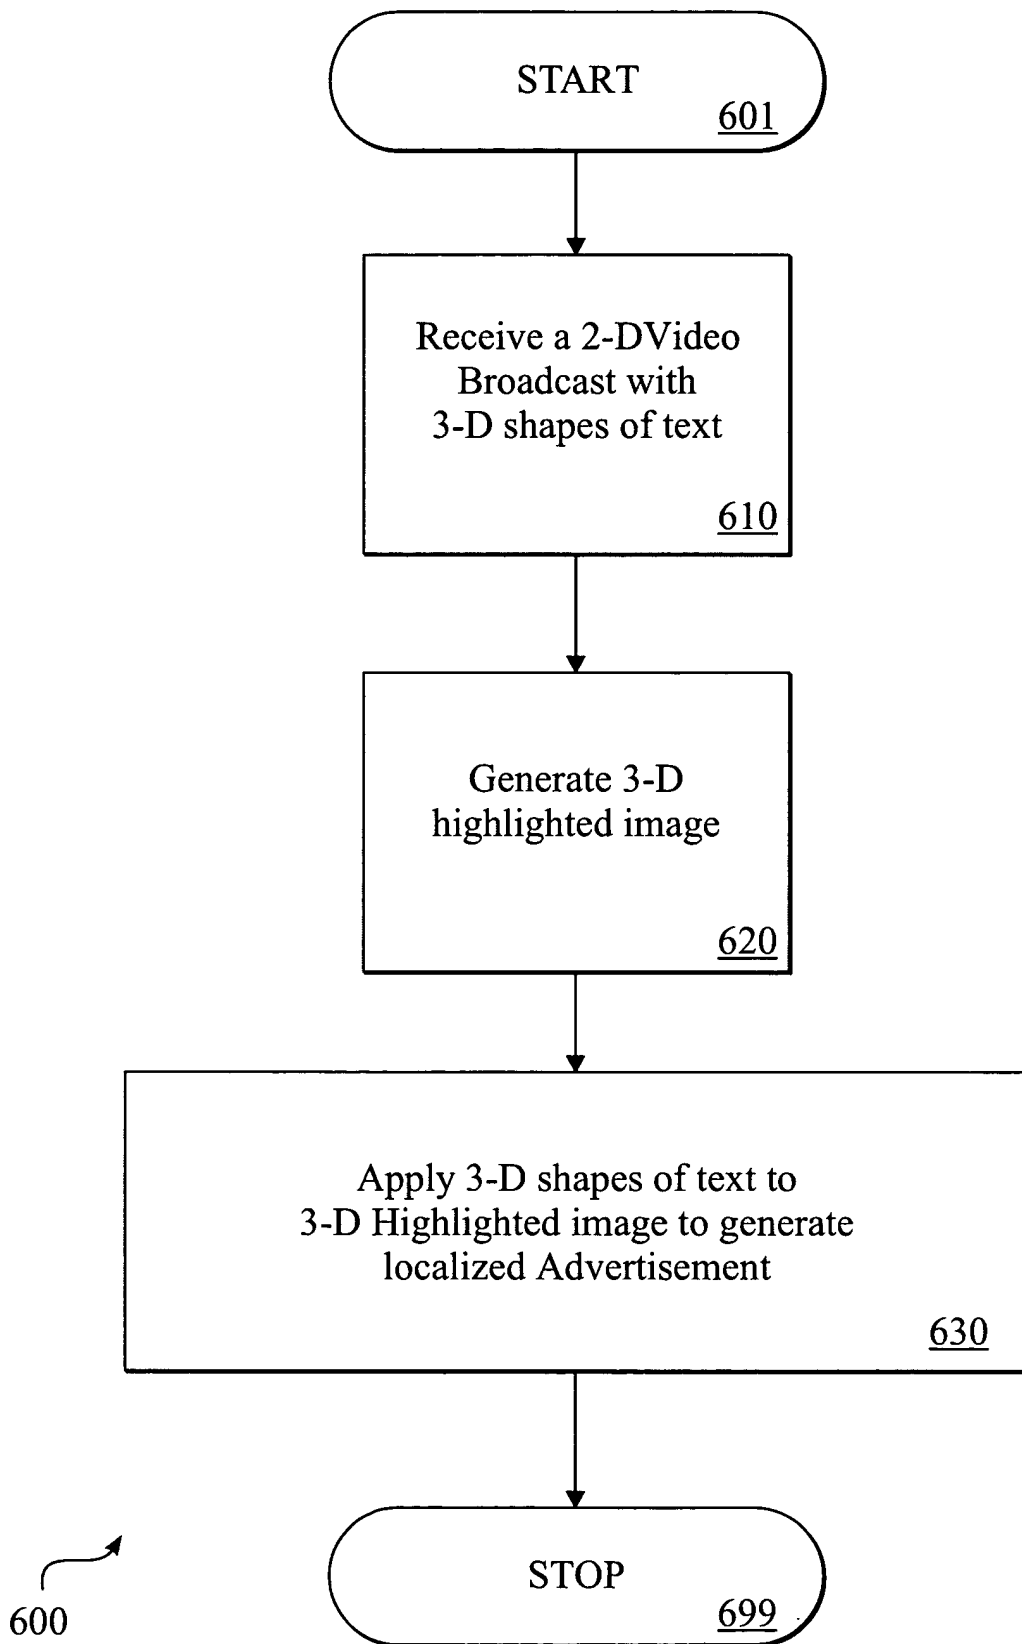 START
601
Receive a 2-DVideo
Broadcast with
3-D shapes of text
610
Generate 3-D
highlighted image
620
Apply 3-D shapes of text to
3-D Highlighted image to generate
localized Advertisement
630
STOP
699
600